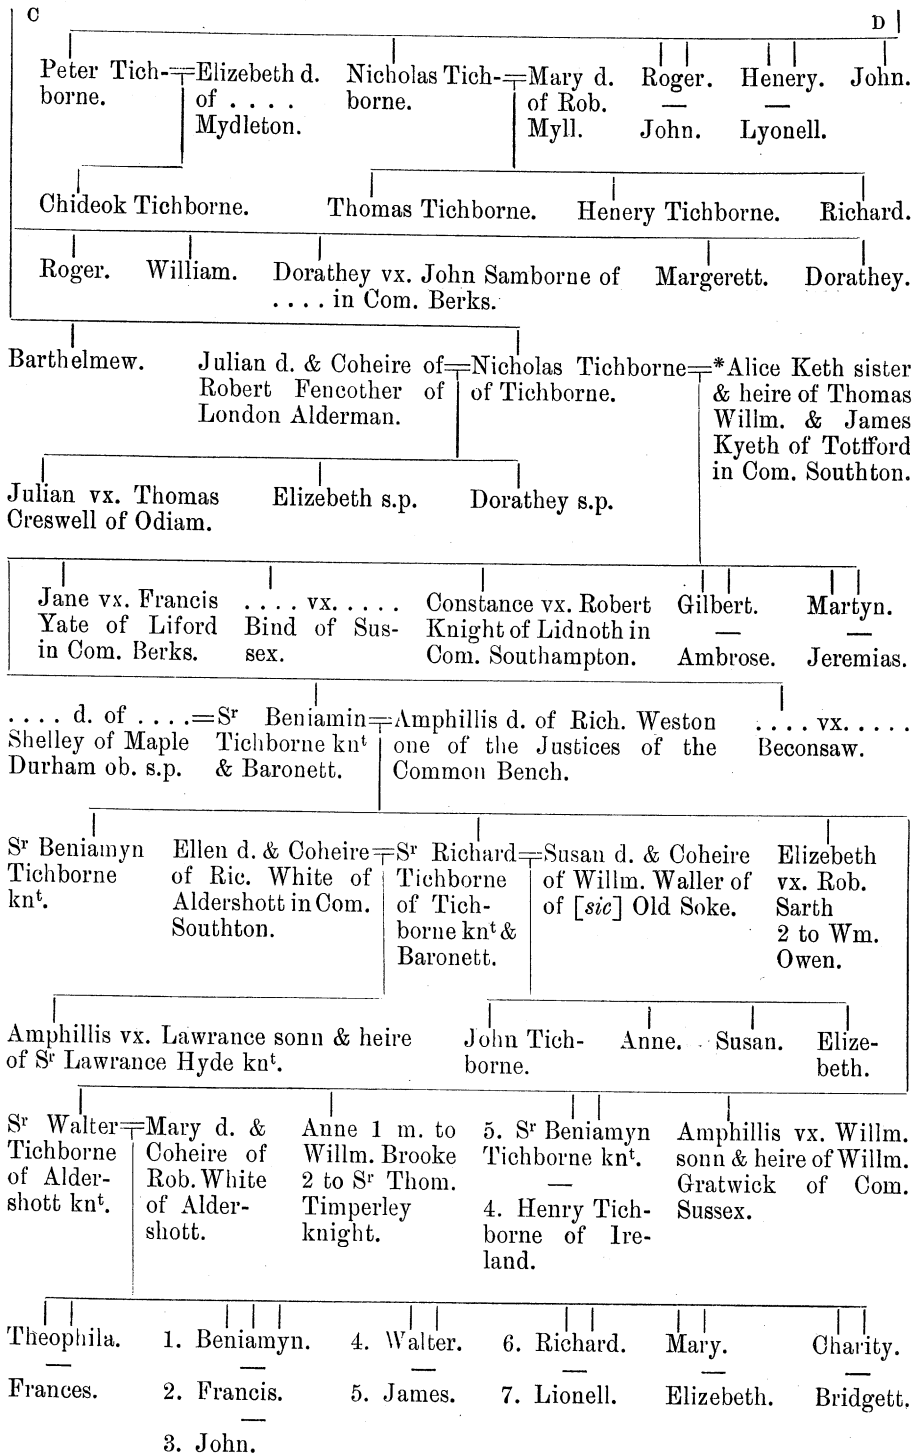 C
D
Peter Tich-
borne.
Elizebeth d.
of . . . .
Mydleton.
Nicholas Tich-
borne.
Mary d.
of Rob.
Myll.
Roger.
—
John.
Henery.
—
Lyonell.
John.
Chideok Tichborne.
Thomas Tichborne.
Henery Tichborne.
Richard.
Roger.
William.
Dorathey vx. John Samborne of
. . . . in Com. Berks.
Margerett.
Dorathey.
Barthelmew.
Julian d. & Coheire of
Robert Fencother of
London Alderman.
Nicholas Tichborne
of Tichborne.
*Alice Keth sister
& heire of Thomas
Willm. & James
Kyeth of Tottfford
in Com. Southton.
Julian vx. Thomas
Creswell of Odiam.
Elizebeth s.p.
Dorathey s.p.
Jane vx. Francis
Yate of Liford
in Com. Berks.
. . . . vx. . . . .
Bind of Sus-
sex.
Constance vx. Robert
Knight of Lidnoth in
Com. Southampton.
Gilbert.
—
Ambrose.
Martyn.
—
Jeremias.
. . . . d. of . . . .=
Shelley of Maple
Durham ob. s.p.
Sʳ Beniamin
Tichborne knᵗ
& Baronett.
Amphillis d. of Rich. Weston
one of the Justices of the
Common Bench.
. . . . vx. . . . .
Beconsaw.
Sʳ Beniamyn
Tichborne
knᵗ.
Ellen d. & Coheire
of Ric. White of
Aldershott in Com.
Southton.
Sʳ Richard
Tichborne
of Tich-
borne knᵗ &
Baronett.
Susan d. & Coheire
of Willm. Waller of
of [sic] Old Soke.
Elizebeth
vx. Rob.
Sarth
2 to Wm.
Owen.
Amphillis vx. Lawrance sonn & heire
of Sʳ Lawrance Hyde knᵗ.
John Tich-
borne.
Anne.
Susan.
Elize-
beth.
Sʳ Walter
Tichborne
of Alder-
shott knᵗ.
Mary d. &
Coheire of
Rob. White
of Alder-
shott.
Anne 1 m. to
Willm. Brooke
2 to Sʳ Thom.
Timperley
knight.
5. Sʳ Beniamyn
Tichborne knᵗ.
—
4. Henry Tich-
borne of Ire-
land.
Amphillis vx. Willm.
sonn & heire of Willm.
Gratwick of Com.
Sussex.
Theophila.
—
Frances.
1. Beniamyn.
—
2. Francis.
—
3. John.
4. Walter.
—
5. James.
6. Richard.
—
7. Lionell.
Mary.
—
Elizebeth.
Charity.
—
Bridgett.